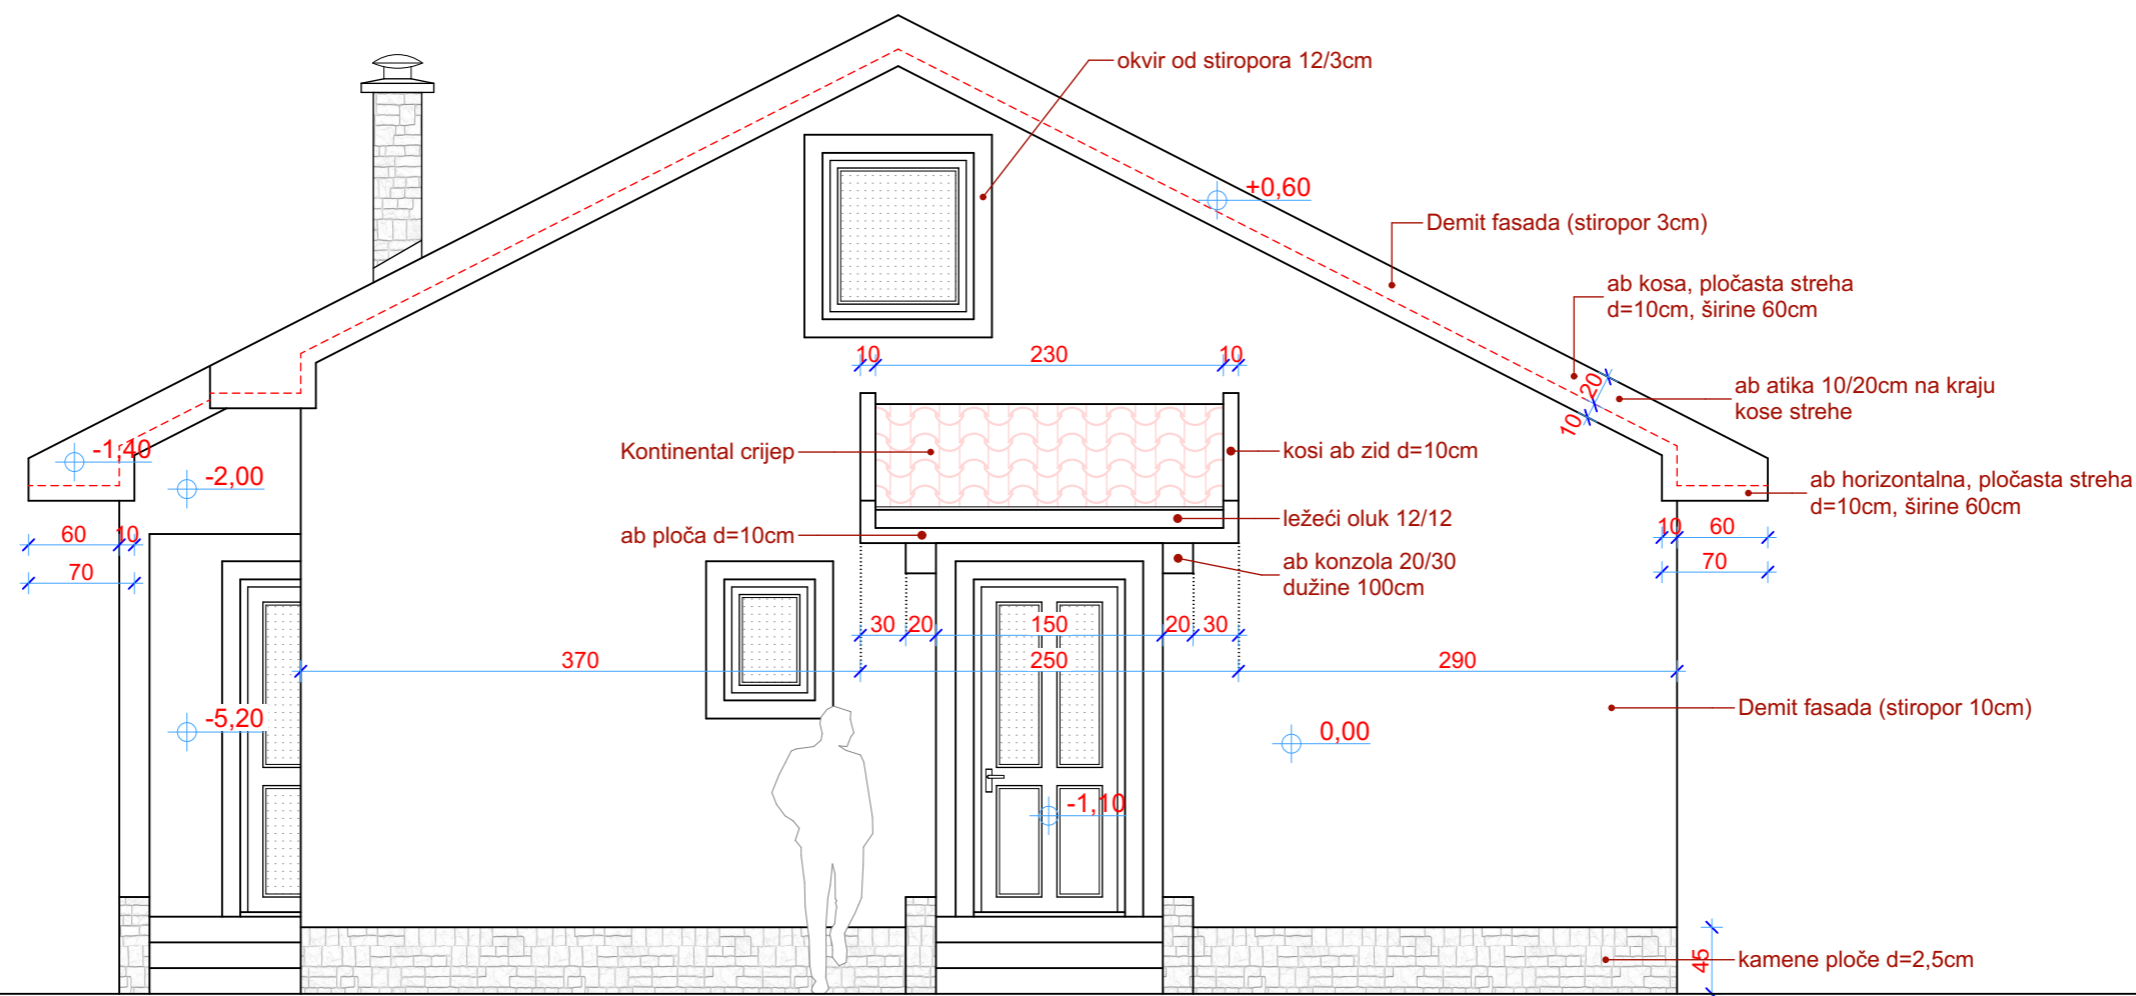 okvir od stiropora 12/3cm
+0,60
Demit fasada (stiropor 3cm)
ab kosa, pločasta streha
d=10cm, širine 60cm
10
230
10
20
10
ab atika 10/20cm na kraju
kose strehe
-1,40
-2,00
Kontinental crijep
kosi ab zid d=10cm
ab horizontalna, pločasta streha
d=10cm, širine 60cm
60
10
70
ab ploča d=10cm
ležeći oluk 12/12
ab konzola 20/30
dužine 100cm
10
60
70
30
20
150
20
30
370
250
290
-5,20
0,00
Demit fasada (stiropor 10cm)
-1,10
45
kamene ploče d=2,5cm